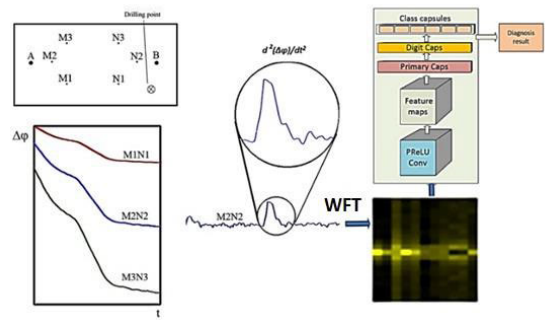 Drilling point
M3 N3
A M2 N2 B
M1 N1
Δφ
M1N1
M2N2
M3N3
t
d²(Δφ)/dt²
M2N2
WFT
Class capsules
Digit Caps
Primary Caps
Feature
maps
PReLU
Conv
Diagnosis
result